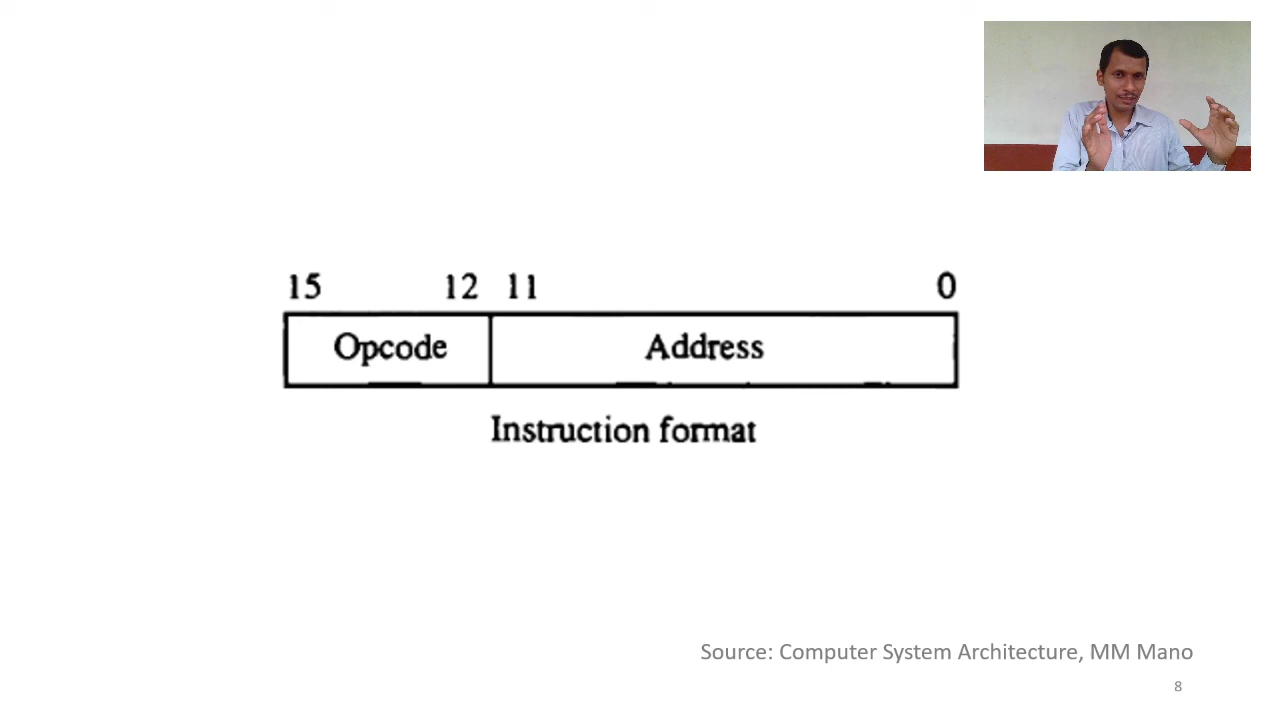 15 12 11 0
Opcode Address
Instruction format
Source: Computer System Architecture, MM Mano
8